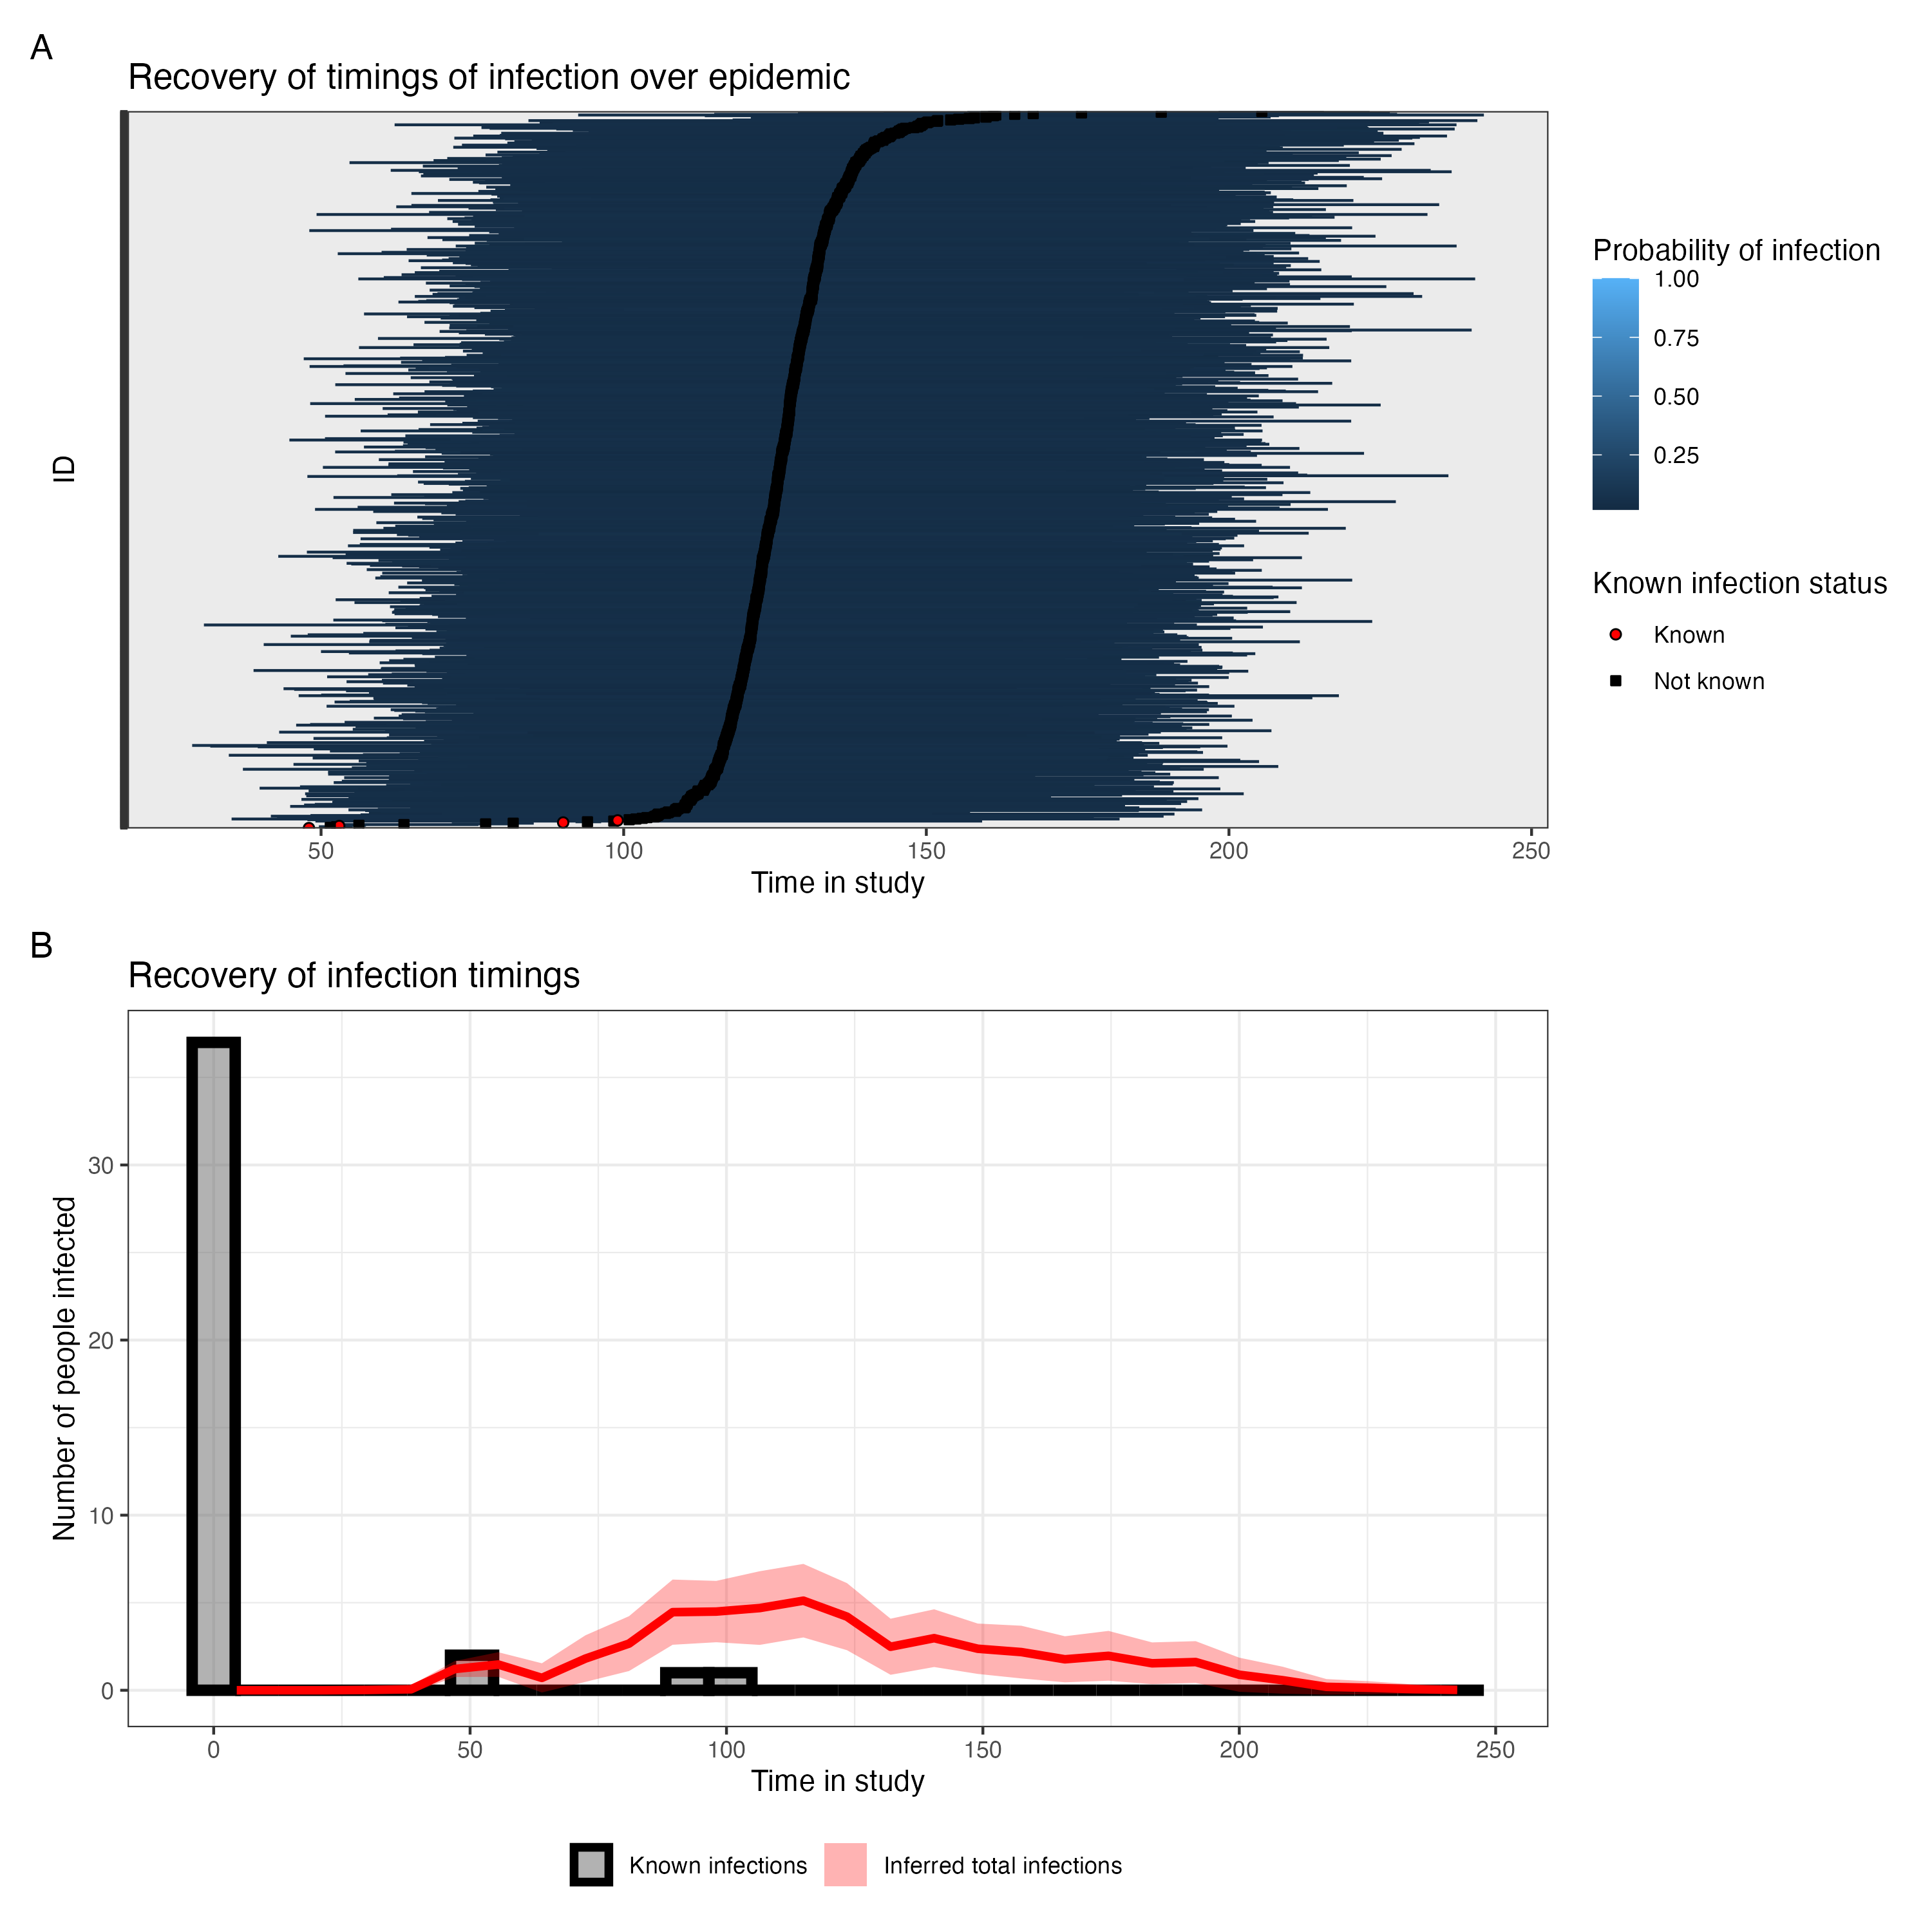 A
Recovery of timings of infection over epidemic
ID
50 100 150 200 250
Time in study
Probability of infection
1.00
0.75
0.50
0.25
Known infection status
Known
Not known
B
Recovery of infection timings
Number of people infected
30
20
10
0
0 50 100 150 200 250
Time in study
Known infections Inferred total infections